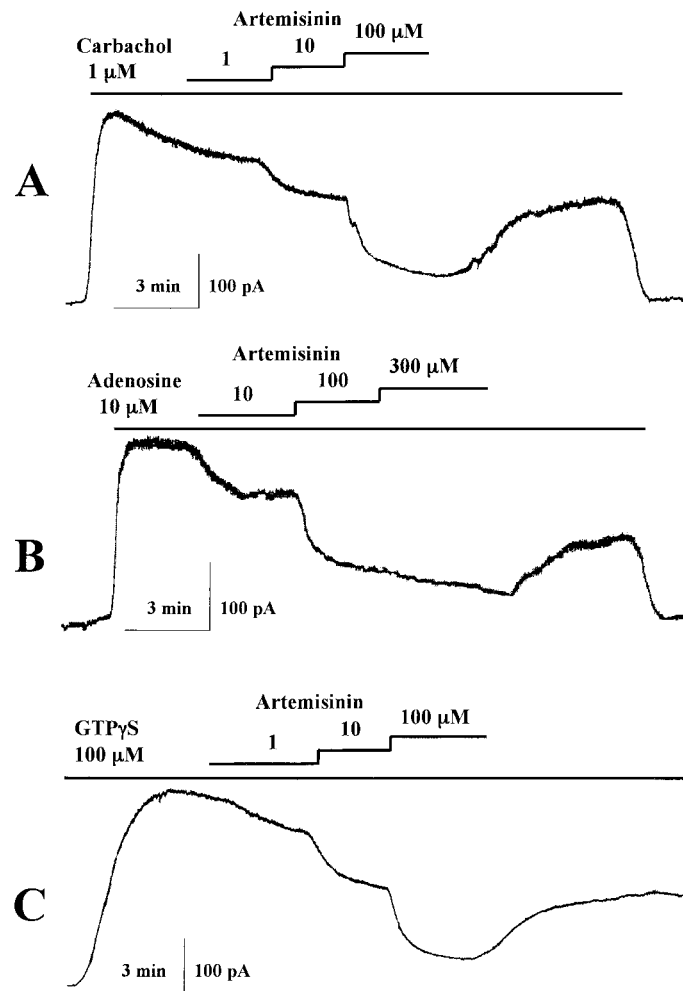 Artemisinin
Carbachol
1 µM
1
10
100 µM
A
3 min
100 pA
Artemisinin
Adenosine
10 µM
10
100
300 µM
B
3 min
100 pA
Artemisinin
GTPγS
100 µM
1
10
100 µM
C
3 min
100 pA